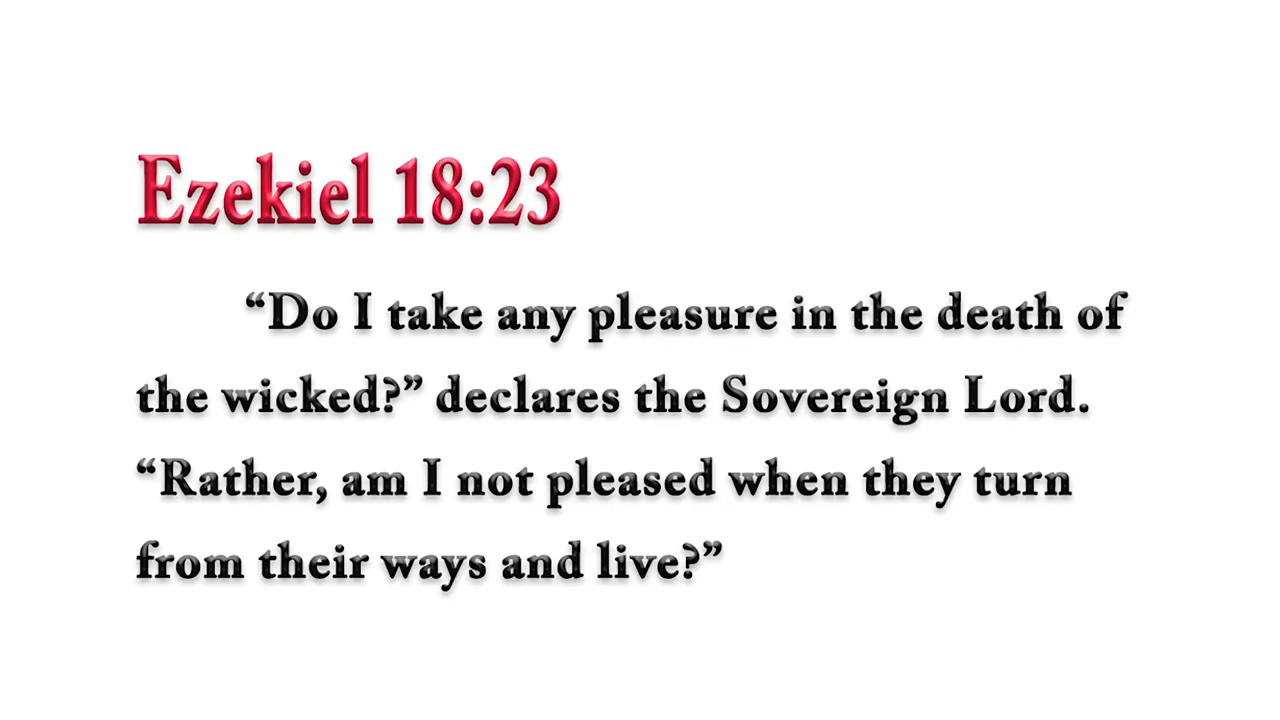 Ezekiel 18:23
“Do I take any pleasure in the death of
the wicked?” declares the Sovereign Lord.
“Rather, am I not pleased when they turn
from their ways and live?”